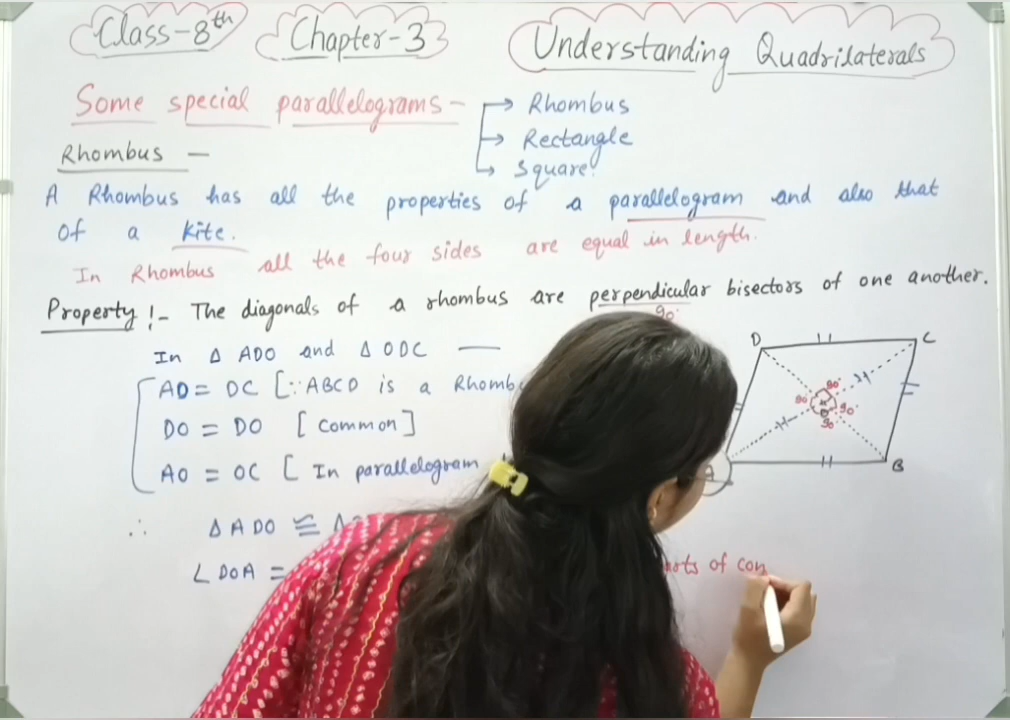 Class-8th Chapter-3 Understanding Quadrilaterals
Some special parallelograms - → Rhombus
→ Rectangle
→ Square.
Rhombus -
A Rhombus has all the properties of a parallelogram and also that
of a kite.
In Rhombus all the four sides are equal in length.
Property!- The diagonals of a rhombus are perpendicular bisectors of one another.
90°
In Δ ADO and Δ ODC —
AD = DC [∵ ABCD is a Rhomb
DO = DO [common]
AO = OC [In parallelogram
∴ Δ ADO ≅ Δ
∠DOA =
of con
D C
90°
90° 90°
O
90°
A B